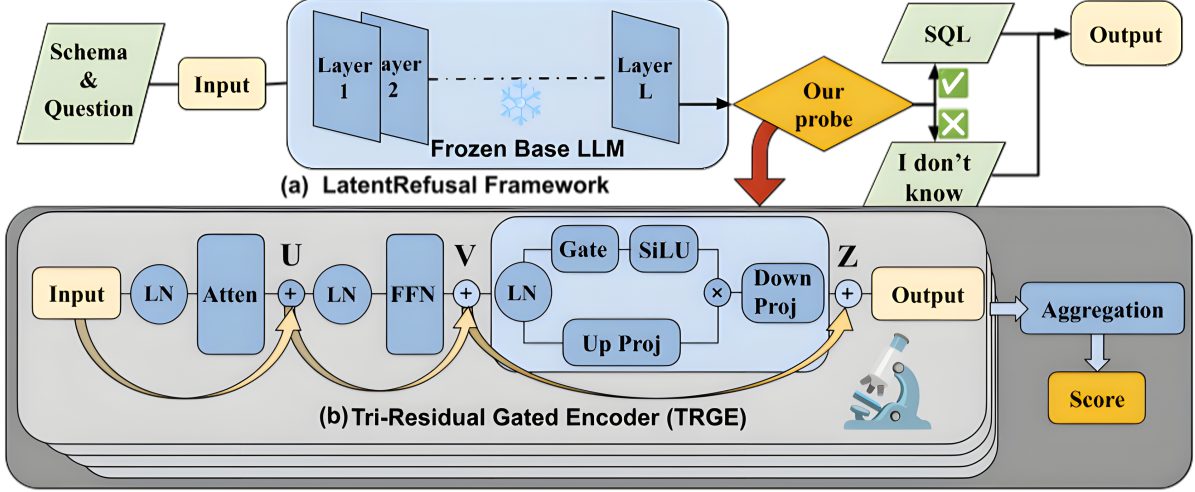 Schema
&
Question
Input
Layer
1
ayer
2
Layer
L
Frozen Base LLM
Our
probe
SQL
I don't
know
Output
(a) LatentRefusal Framework
Input
LN
Atten
U
+
LN
FFN
V
+
LN
Gate
SiLU
Up Proj
×
Down
Proj
Z
+
Output
(b) Tri-Residual Gated Encoder (TRGE)
Aggregation
Score